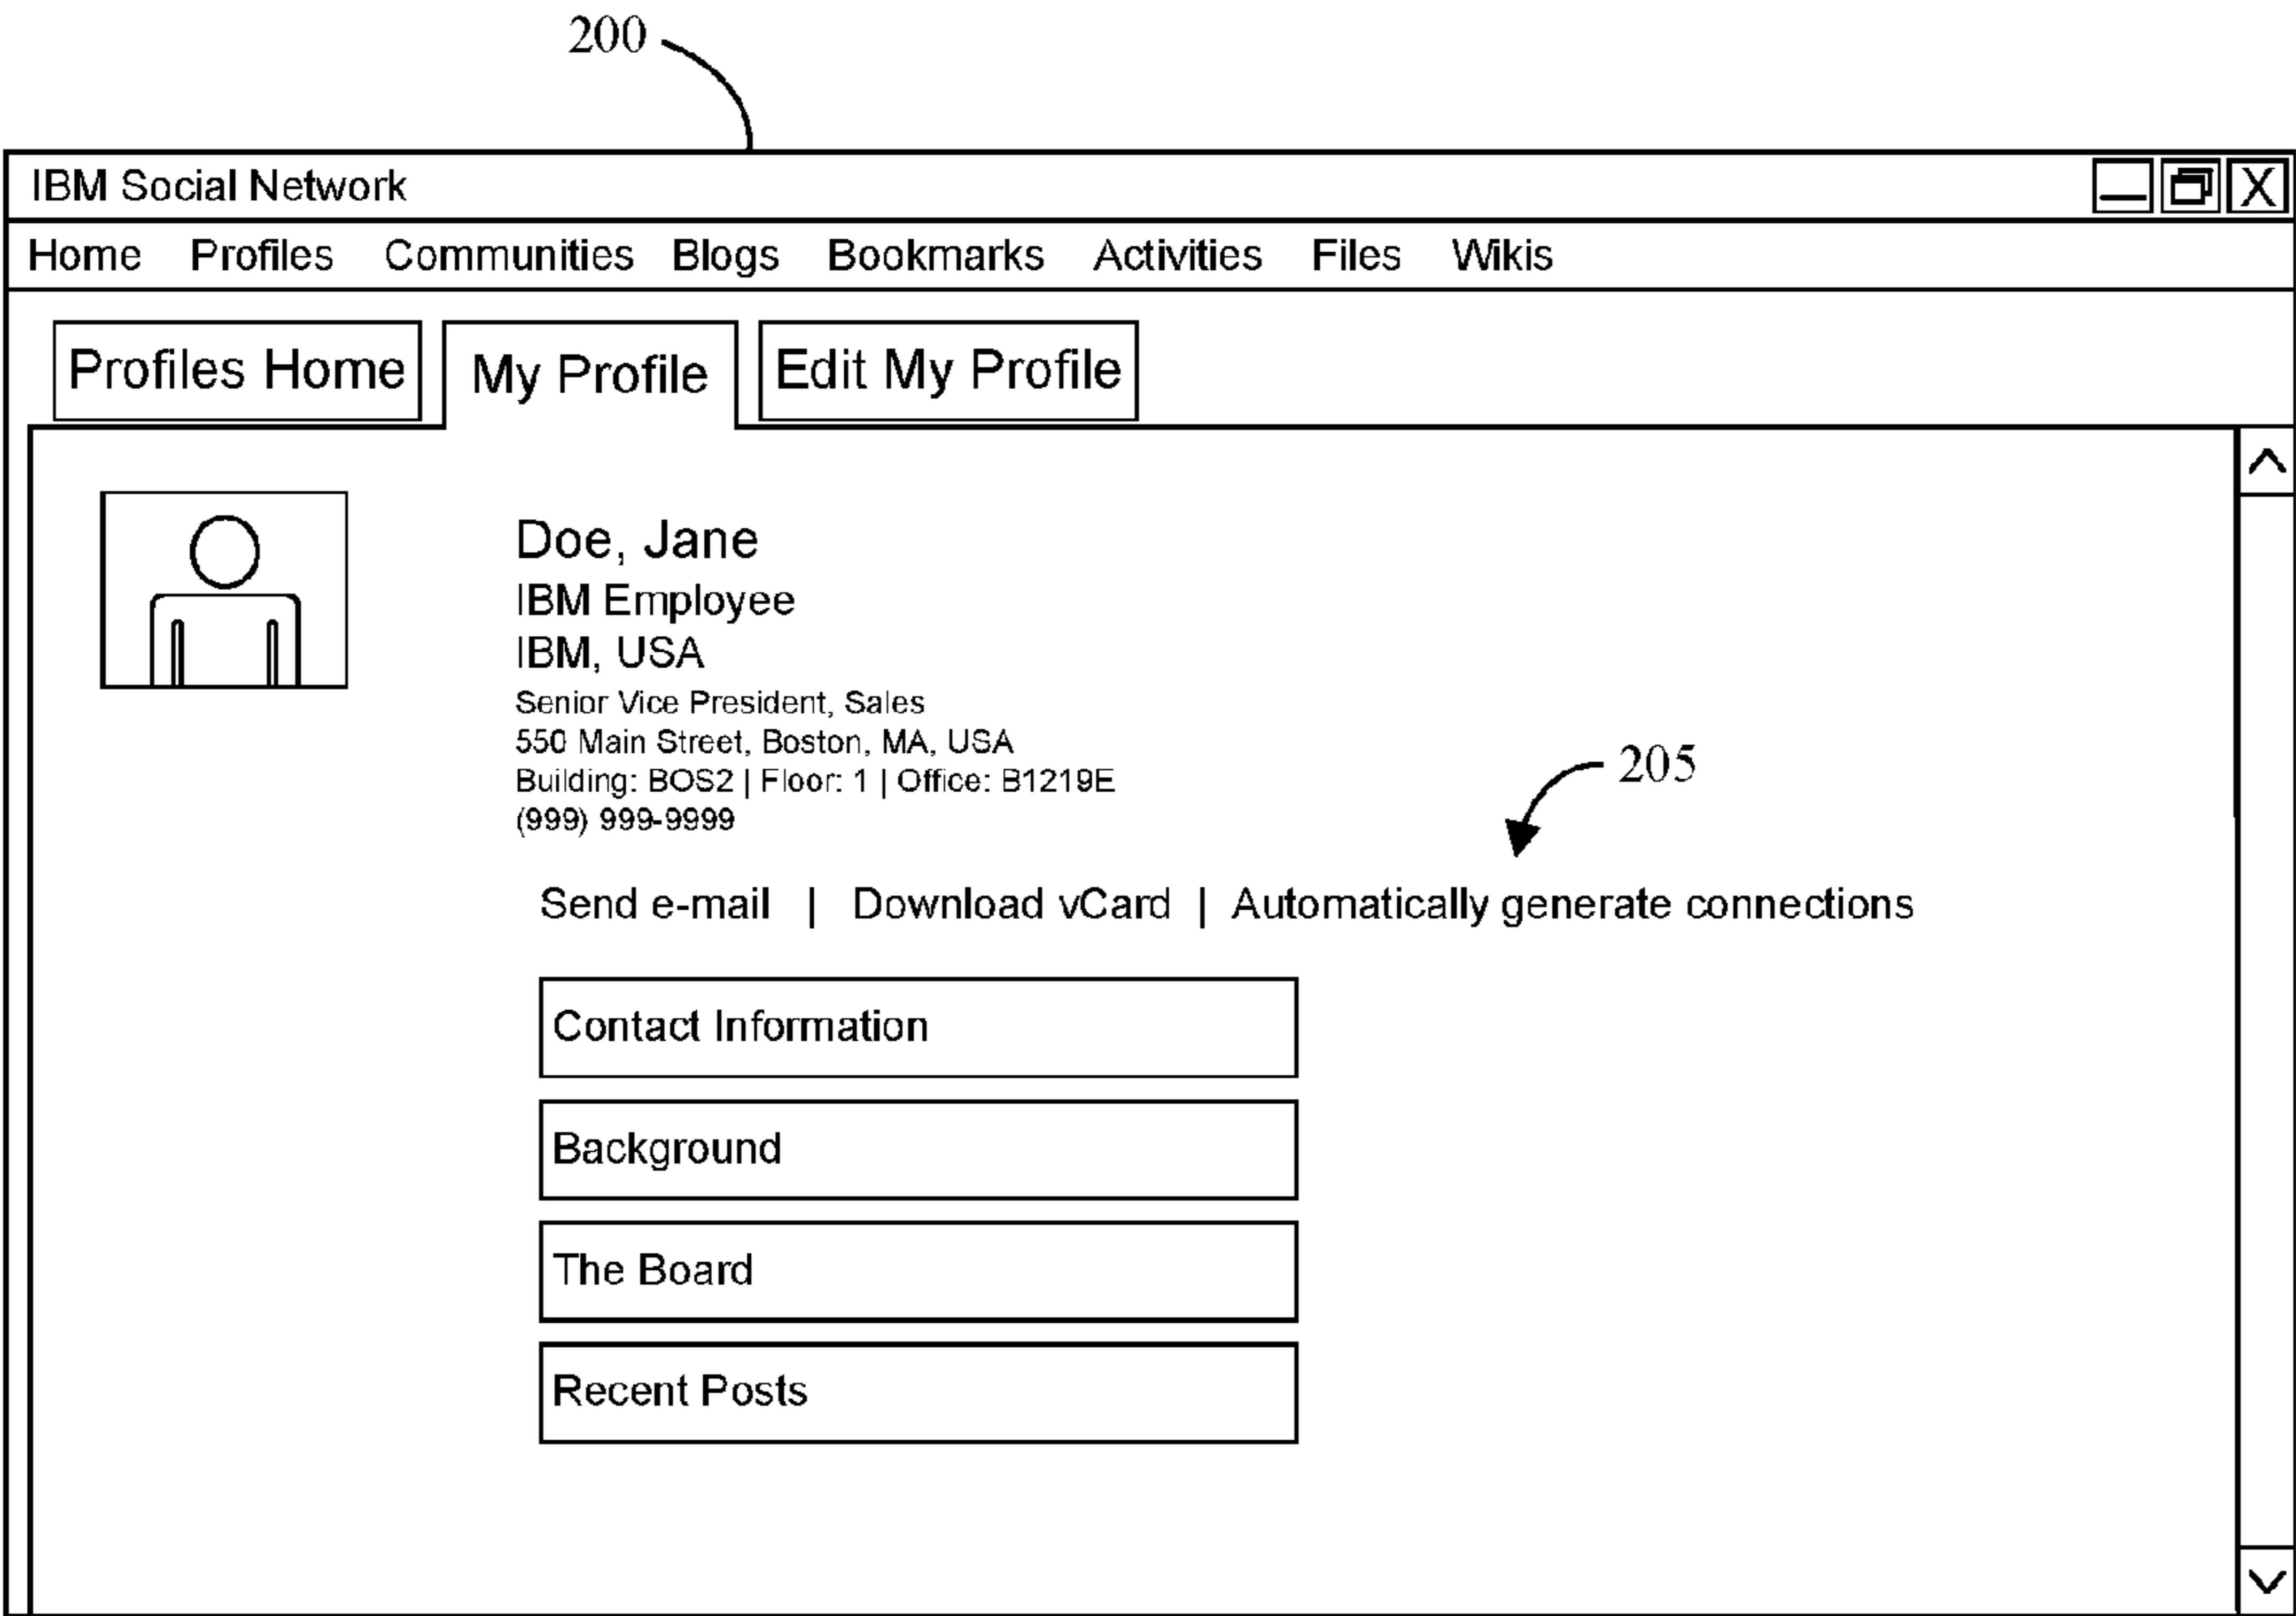 200
IBM Social Network
X
Home Profiles Communities Blogs Bookmarks Activities Files Wikis
Profiles Home My Profile Edit My Profile
Doe, Jane
IBM Employee
IBM, USA
Senior Vice President, Sales
550 Main Street, Boston, MA, USA
Building: BOS2 | Floor: 1 | Office: B1219E
(999) 999-9999
205
Send e-mail | Download vCard | Automatically generate connections
Contact Information
Background
The Board
Recent Posts